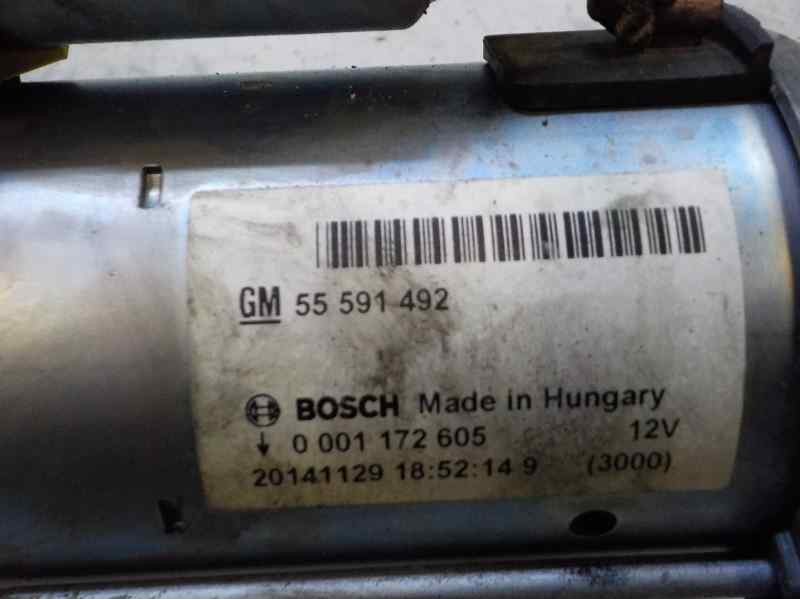 GM 55 591 492
BOSCH Made in Hungary
0 001 172 605 12V
20141129 18:52:14 9 (3000)